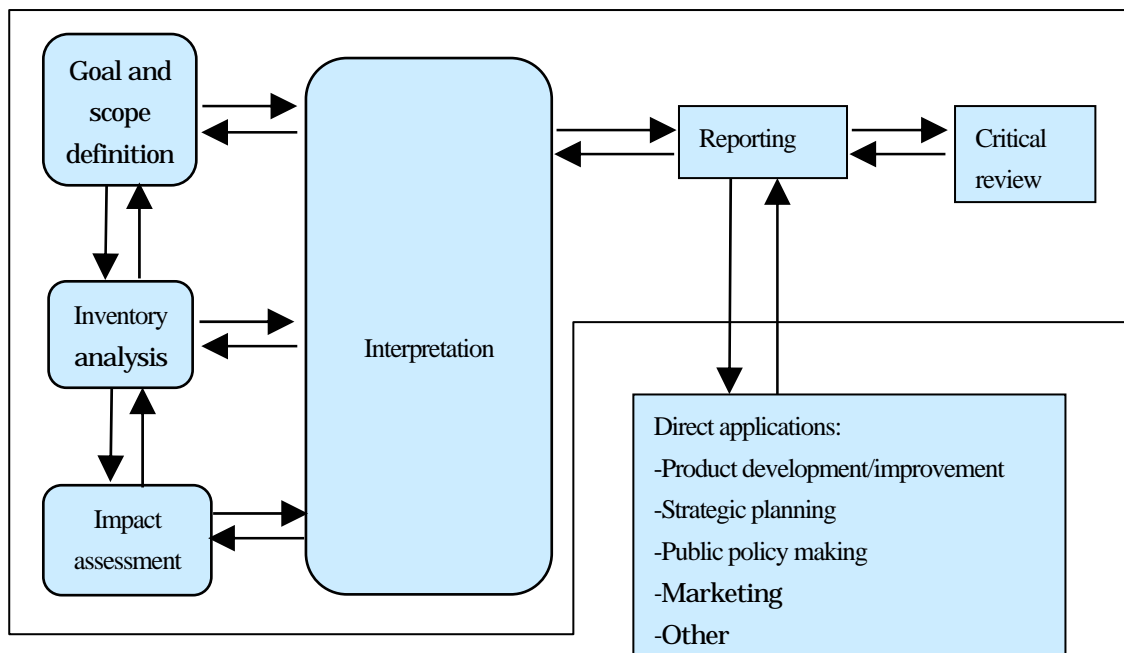 Goal and
scope
definition
Inventory
analysis
Impact
assessment
Interpretation
Reporting
Critical
review
Direct applications:
-Product development/improvement
-Strategic planning
-Public policy making
-Marketing
-Other